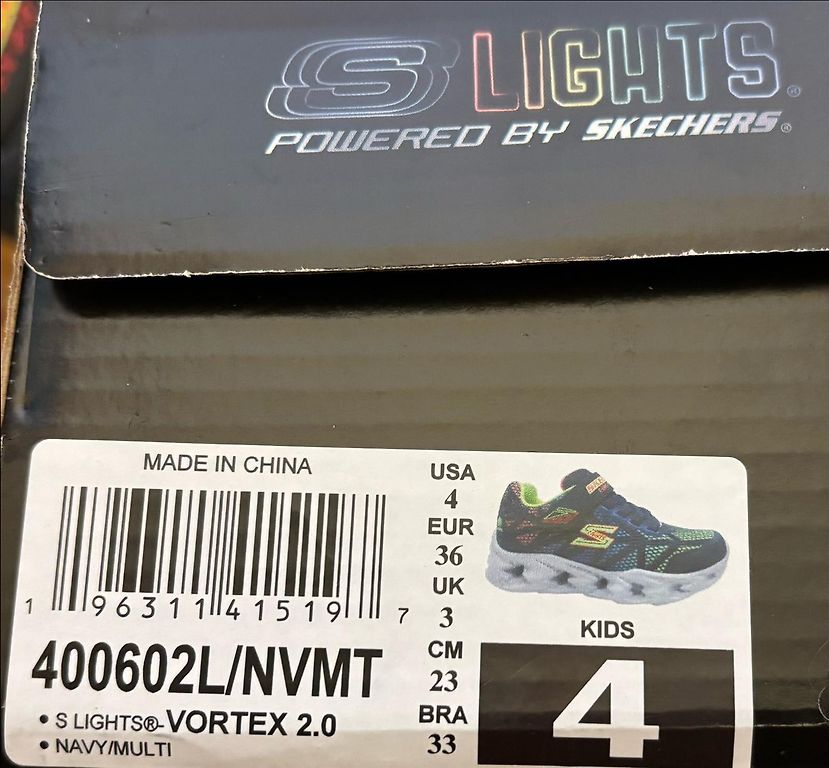 S LIGHTS®
POWERED BY SKECHERS®
MADE IN CHINA
1 96311 41519 7
400602L/NVMT
• S LIGHTS®-VORTEX 2.0
• NAVY/MULTI
USA
4
EUR
36
UK
3
CM
23
BRA
33
S
KIDS
4